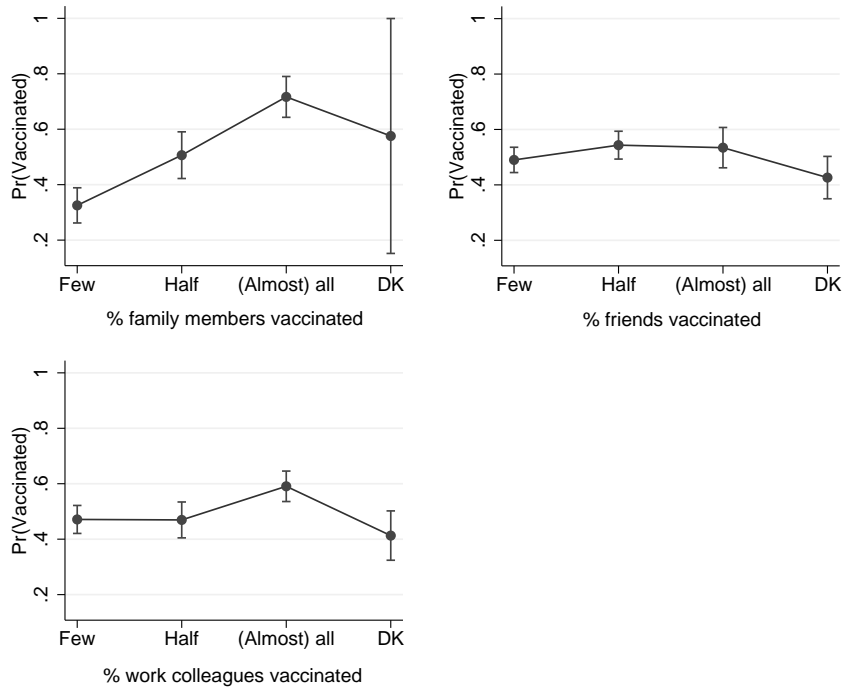 1
.8
.6
.4
.2
Pr(Vaccinated)
Few Half (Almost) all DK
% family members vaccinated
1
.8
.6
.4
.2
Pr(Vaccinated)
Few Half (Almost) all DK
% friends vaccinated
1
.8
.6
.4
.2
Pr(Vaccinated)
Few Half (Almost) all DK
% work colleagues vaccinated